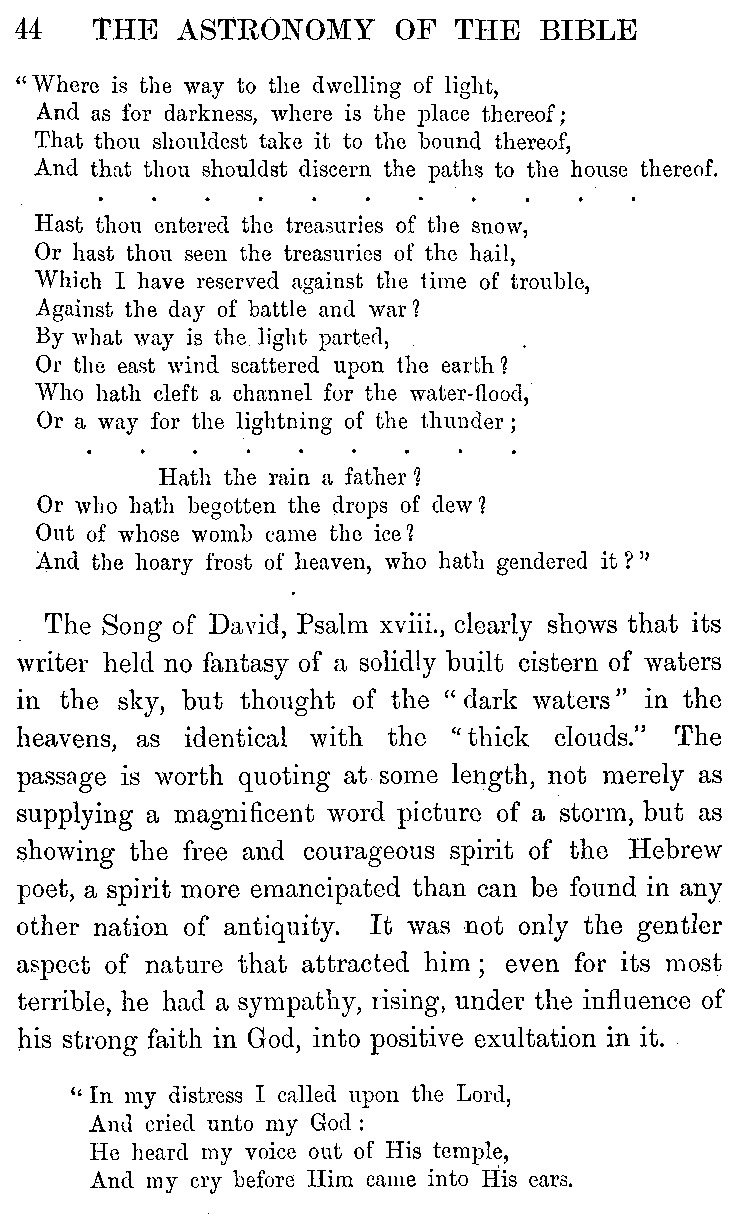 44 THE ASTRONOMY OF THE BIBLE
“Where is the way to the dwelling of light,
And as for darkness, where is the place thereof;
That thou shouldest take it to the bound thereof,
And that thou shouldst discern the paths to the house thereof.
. . . . . . . . . . .
Hast thou entered the treasuries of the snow,
Or hast thou seen the treasuries of the hail,
Which I have reserved against the time of trouble,
Against the day of battle and war?
By what way is the light parted,
Or the east wind scattered upon the earth?
Who hath cleft a channel for the water-flood,
Or a way for the lightning of the thunder;
. . . . . . . . .
Hath the rain a father?
Or who hath begotten the drops of dew?
Out of whose womb came the ice?
And the hoary frost of heaven, who hath gendered it?”
The Song of David, Psalm xviii., clearly shows that its
writer held no fantasy of a solidly built cistern of waters
in the sky, but thought of the “dark waters” in the
heavens, as identical with the “thick clouds.” The
passage is worth quoting at some length, not merely as
supplying a magnificent word picture of a storm, but as
showing the free and courageous spirit of the Hebrew
poet, a spirit more emancipated than can be found in any
other nation of antiquity. It was not only the gentler
aspect of nature that attracted him; even for its most
terrible, he had a sympathy, rising, under the influence of
his strong faith in God, into positive exultation in it.
“In my distress I called upon the Lord,
And cried unto my God:
He heard my voice out of His temple,
And my cry before Him came into His ears.